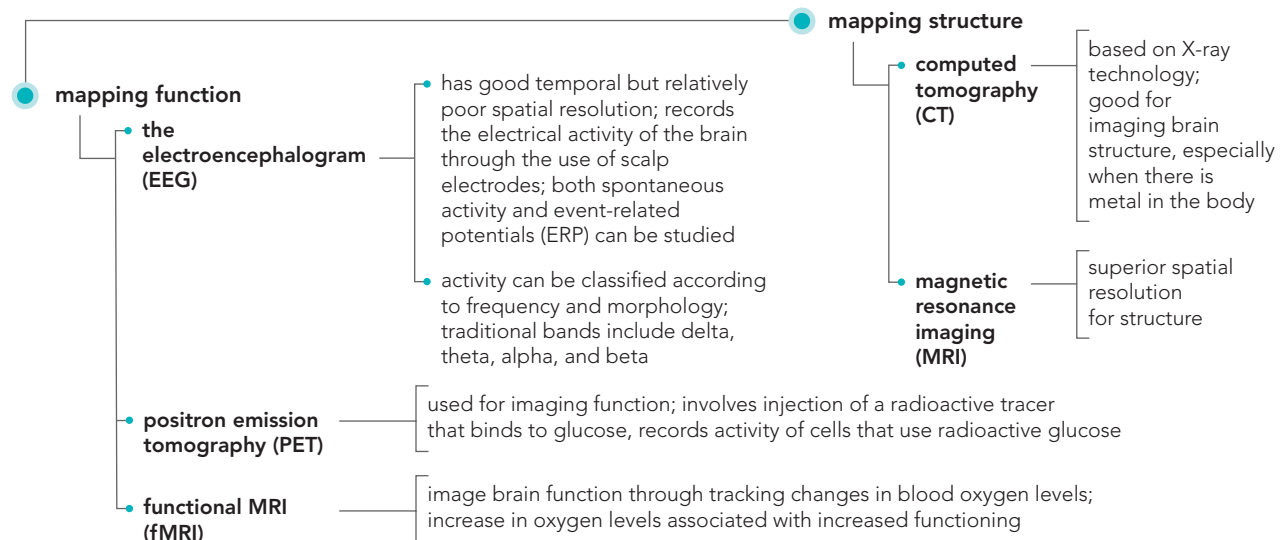 mapping structure
computed
tomography
(CT)
based on X-ray
technology;
good for
imaging brain
structure, especially
when there is
metal in the body
magnetic
resonance
imaging
(MRI)
superior spatial
resolution
for structure
mapping function
the
electroencephalogram
(EEG)
has good temporal but relatively
poor spatial resolution; records
the electrical activity of the brain
through the use of scalp
electrodes; both spontaneous
activity and event-related
potentials (ERP) can be studied
activity can be classified according
to frequency and morphology;
traditional bands include delta,
theta, alpha, and beta
positron emission
tomography (PET)
used for imaging function; involves injection of a radioactive tracer
that binds to glucose, records activity of cells that use radioactive glucose
functional MRI
(fMRI)
image brain function through tracking changes in blood oxygen levels;
increase in oxygen levels associated with increased functioning